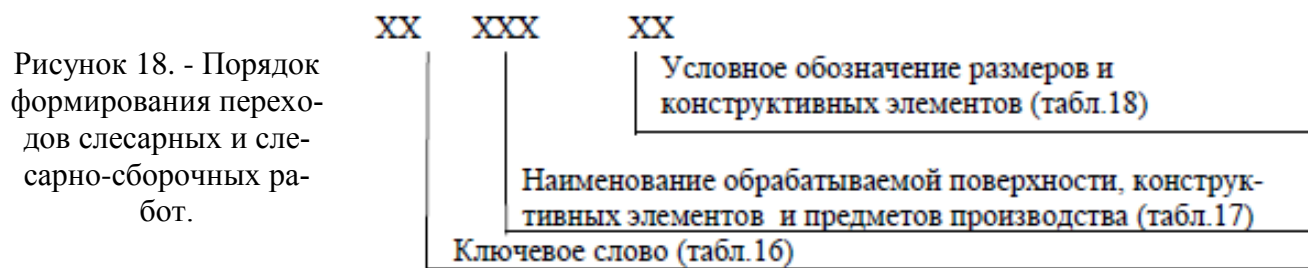 XX XXX XX
Рисунок 18. - Порядок
формирования перехо-
дов слесарных и сле-
сарно-сборочных ра-
бот.
Условное обозначение размеров и
конструктивных элементов (табл.18)
Наименование обрабатываемой поверхности, конструк-
тивных элементов и предметов производства (табл.17)
Ключевое слово (табл.16)